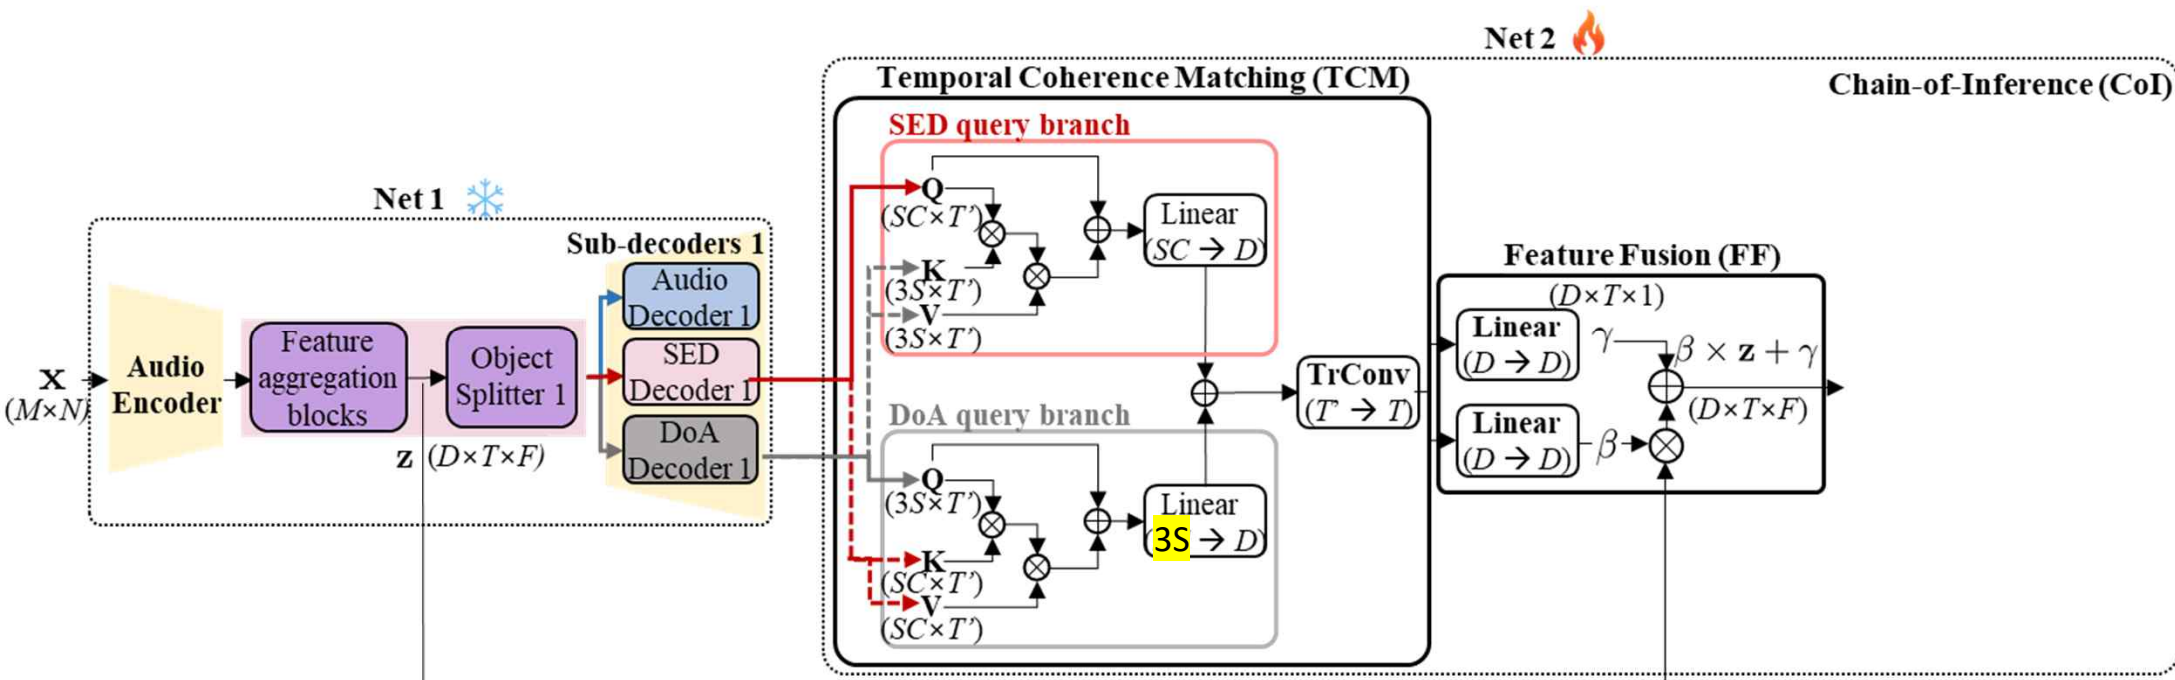 Net 2
Temporal Coherence Matching (TCM)
Chain-of-Inference (CoI)
SED query branch
Q
(SC×T’)
K
(3S×T’)
V
(3S×T’)
Linear
(SC → D)
Net 1
Sub-decoders 1
Audio
Decoder 1
SED
Decoder 1
DoA
Decoder 1
x
(M×N)
Audio
Encoder
Feature
aggregation
blocks
Object
Splitter 1
z (D×T×F)
DoA query branch
Q
(3S×T’)
K
(SC×T’)
V
(SC×T’)
Linear
(3S → D)
TrConv
(T’ → T)
Feature Fusion (FF)
(D×T×1)
Linear
(D → D)
γ
β × z + γ
(D×T×F)
Linear
(D → D)
β